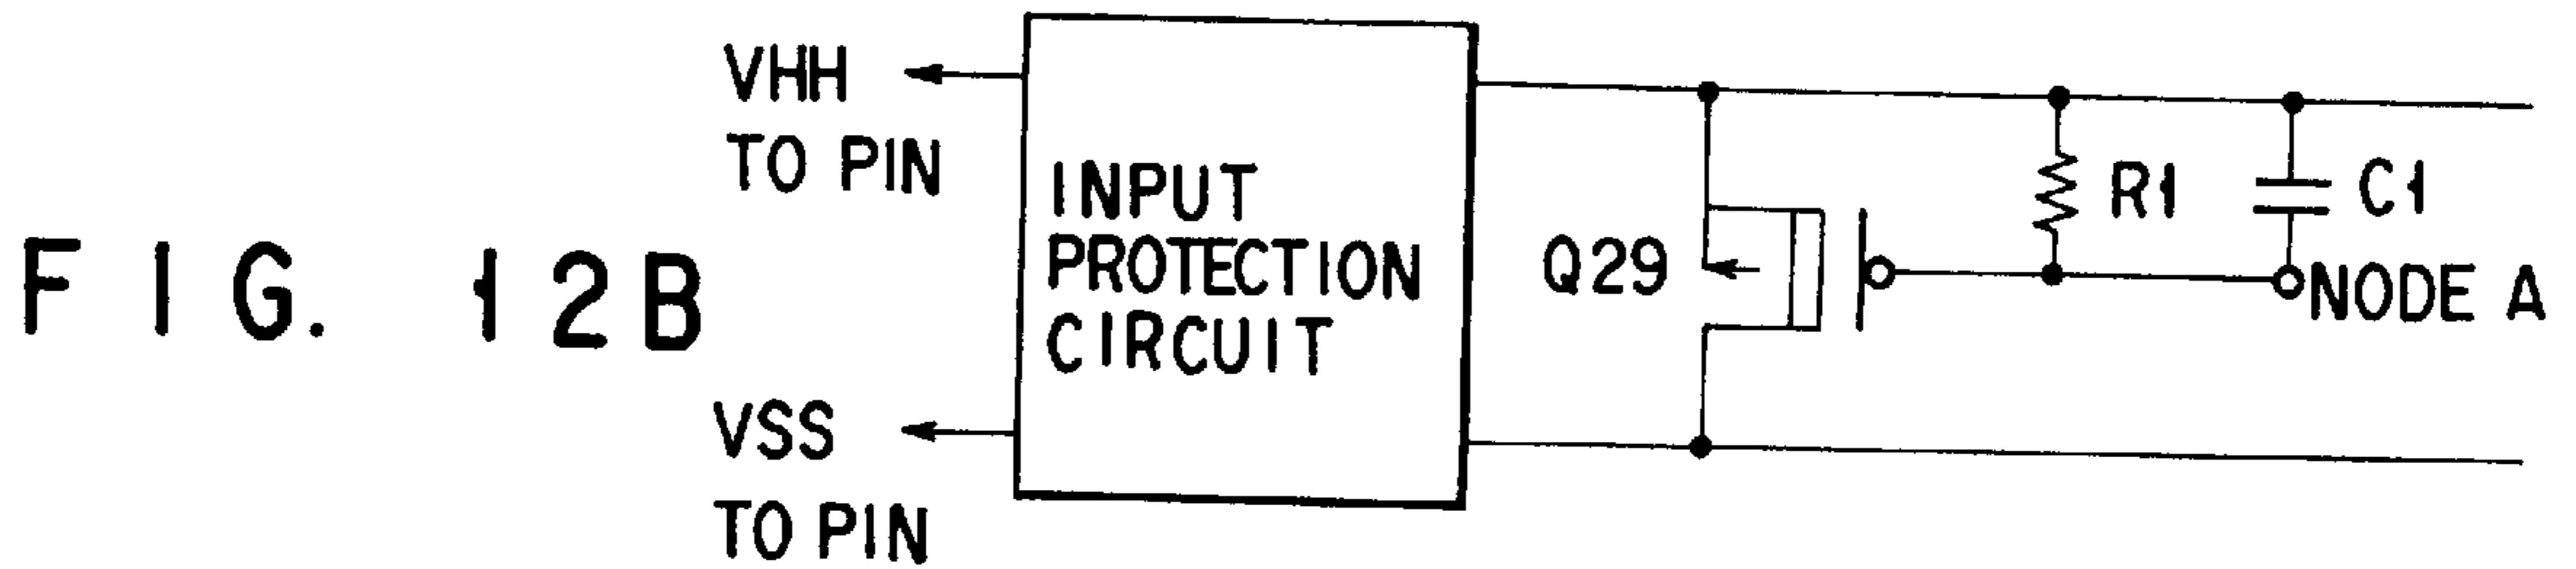 FIG. 12B
VHH
TO PIN
VSS
TO PIN
INPUT
PROTECTION
CIRCUIT
Q29
R1
C1
NODE A